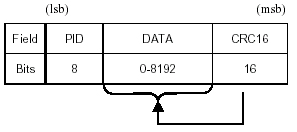 (lsb) (msb)
Field PID DATA CRC16
Bits 8 0-8192 16